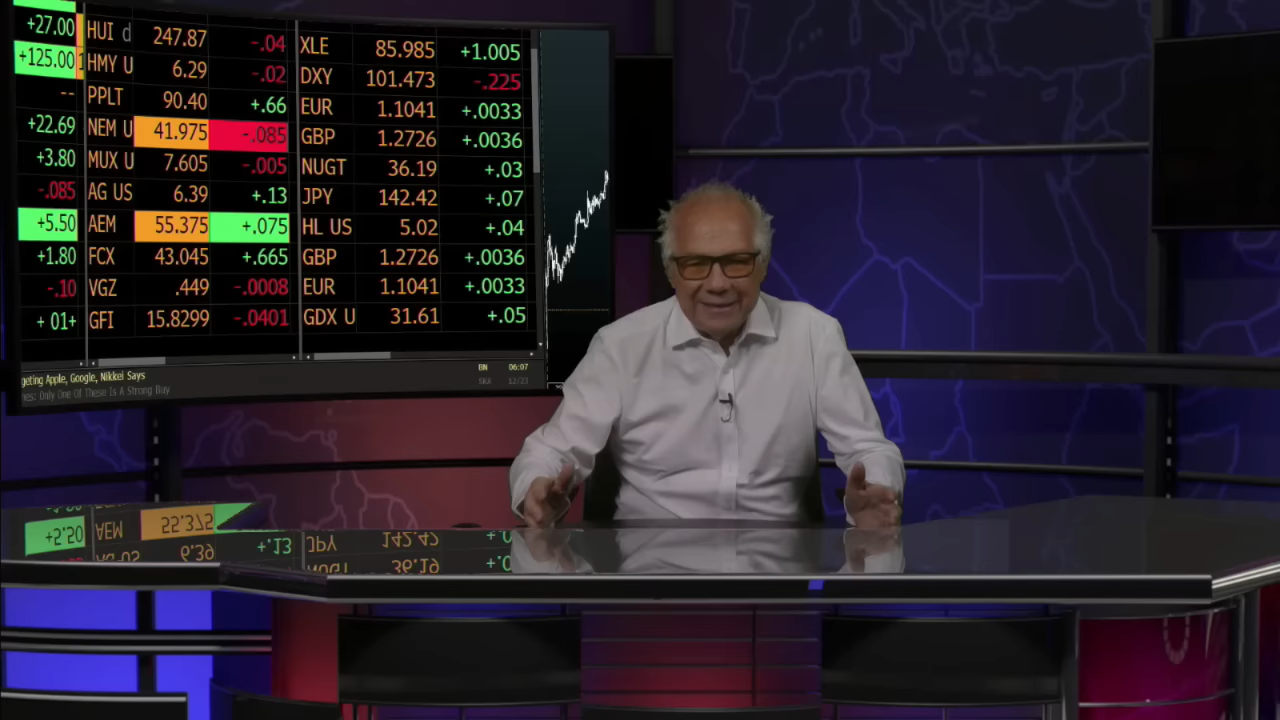 +27.00 HUI d 247.87 -.04 XLE 85.985 +1.005
+125.00 HMY U 6.29 -.02 DXY 101.473 -.225
-- PPLT 90.40 +.66 EUR 1.1041 +.0033
+22.69 NEM U 41.975 -.085 GBP 1.2726 +.0036
+3.80 MUX U 7.605 -.005 NUGT 36.19 +.03
-.085 AG US 6.39 +.13 JPY 142.42 +.07
+5.50 AEM 55.375 +.075 HL US 5.02 +.04
+1.80 FCX 43.045 +.665 GBP 1.2726 +.0036
-.10 VGZ .449 -.0008 EUR 1.1041 +.0033
+ 01+ GFI 15.8299 -.0401 GDX U 31.61 +.05
geting Apple, Google, Nikkei Says BN 06:07
es: Only One Of These Is A Strong Buy 12/23